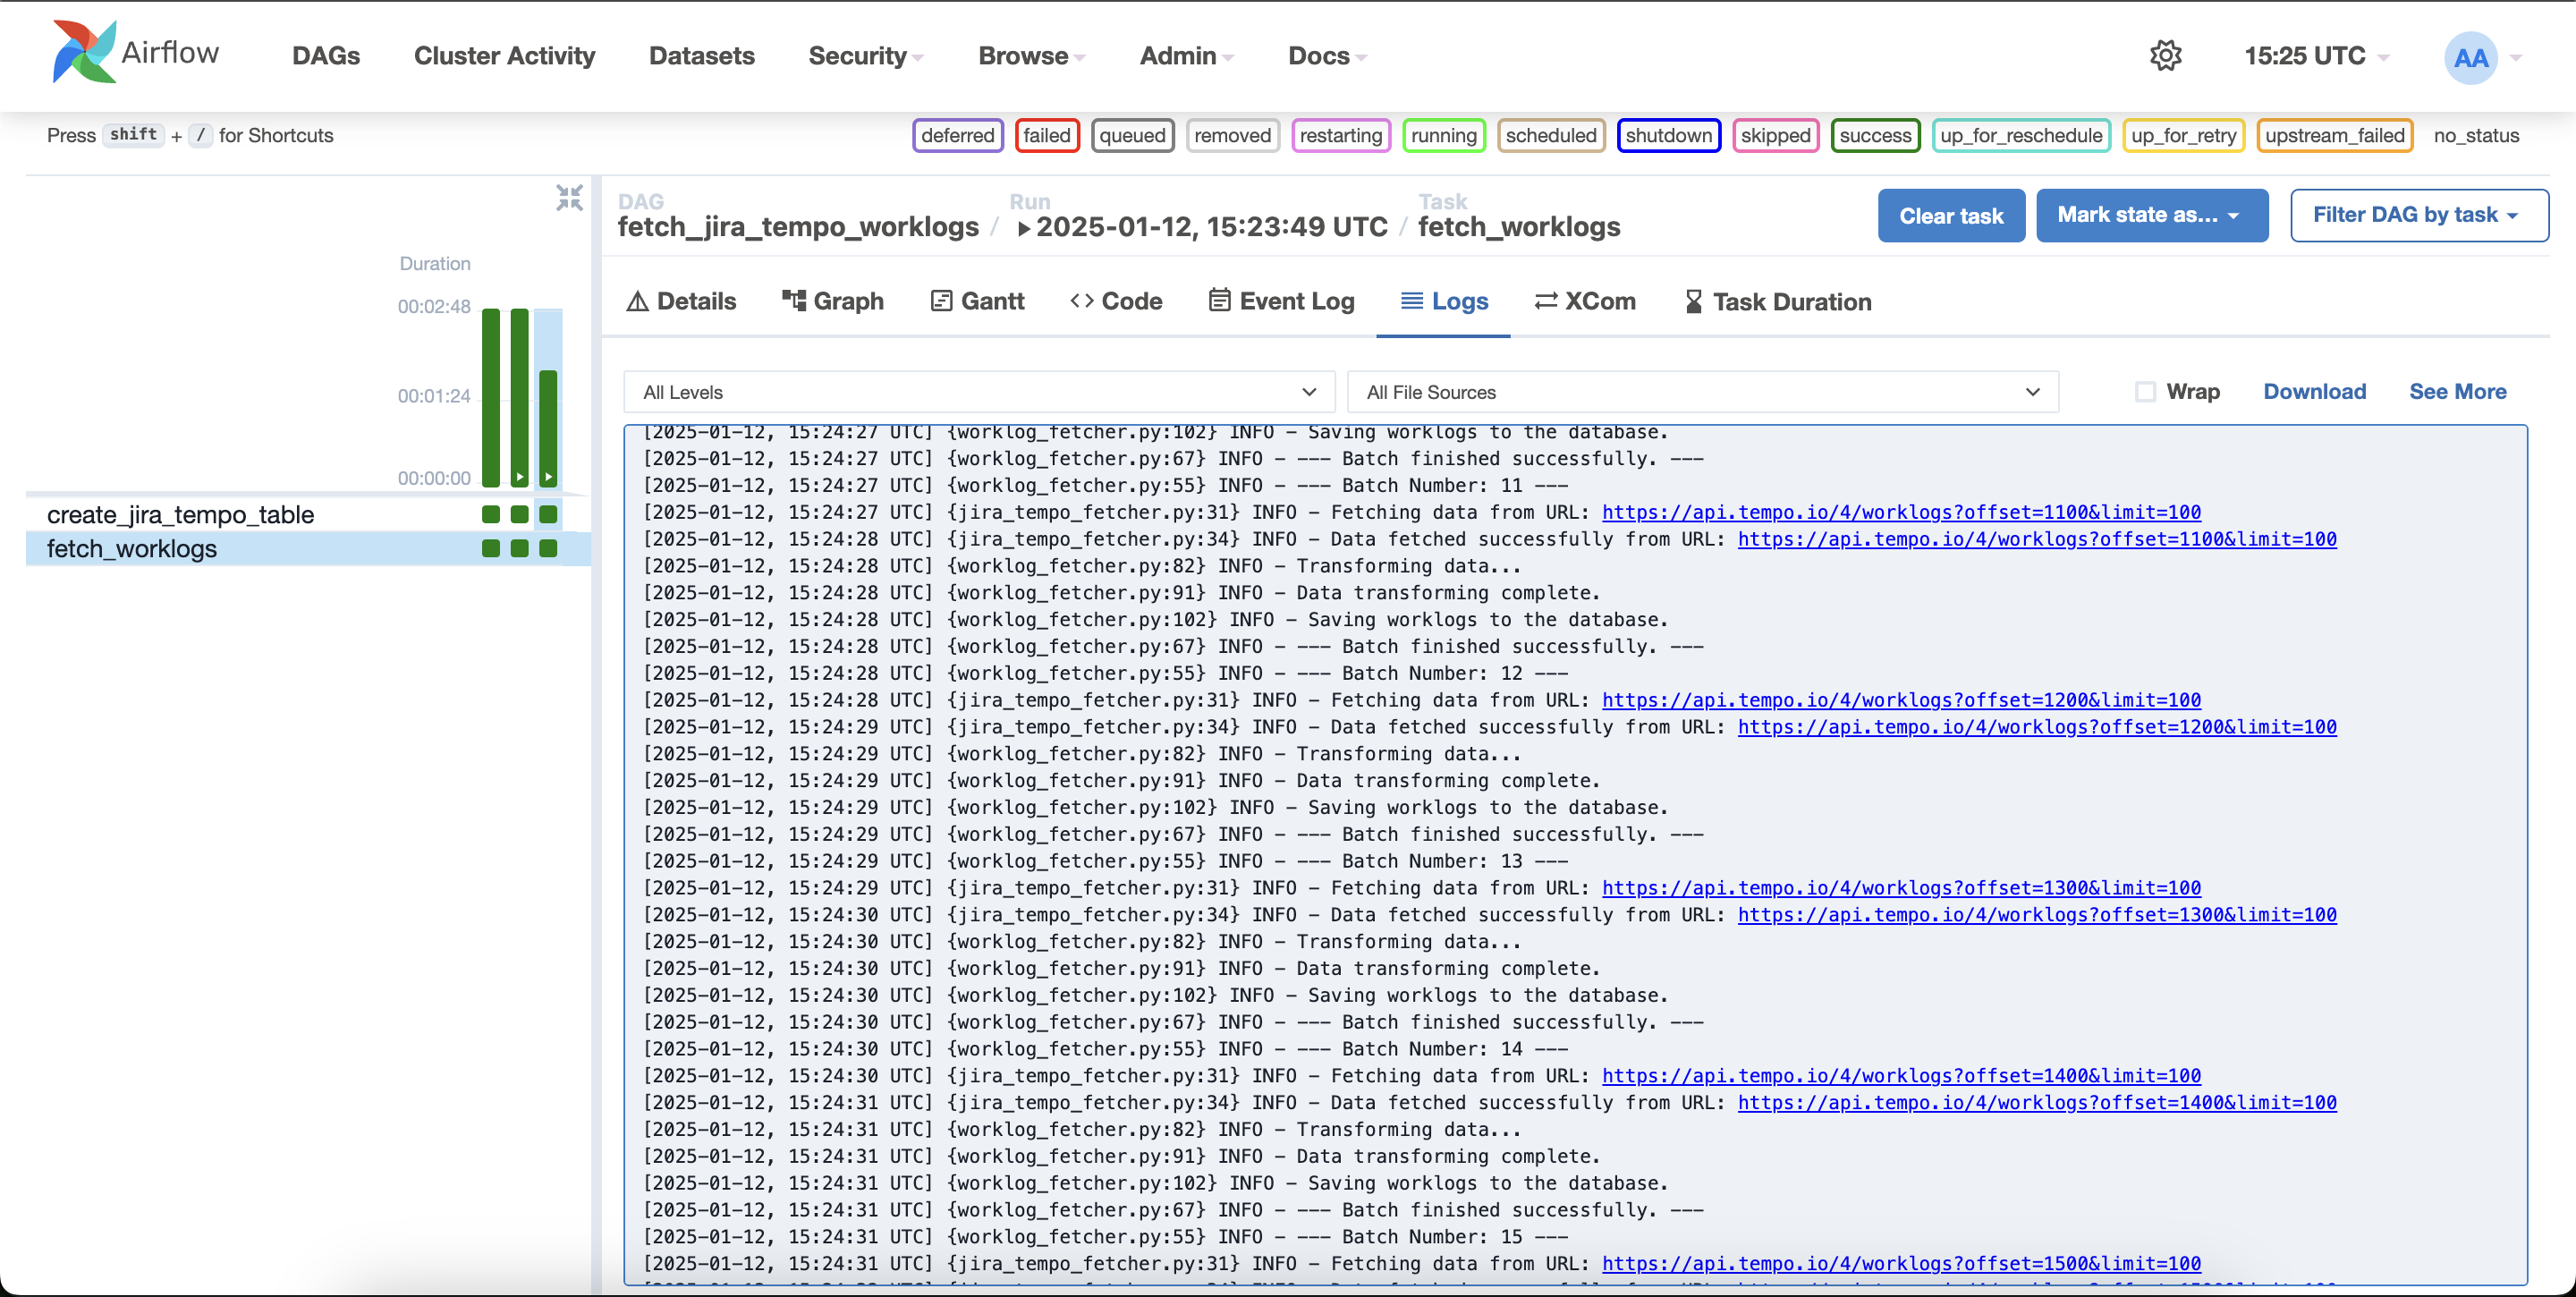 Airflow DAGs Cluster Activity Datasets Security Browse Admin Docs 15:25 UTC AA
Press shift + / for Shortcuts deferred failed queued removed restarting running scheduled shutdown skipped success up_for_reschedule up_for_retry upstream_failed no_status
DAG Run Task
fetch_jira_tempo_worklogs / 2025-01-12, 15:23:49 UTC / fetch_worklogs Clear task Mark state as... Filter DAG by task
Duration
00:02:48
00:01:24
00:00:00
create_jira_tempo_table
fetch_worklogs
Details Graph Gantt Code Event Log Logs XCom Task Duration
All Levels All File Sources Wrap Download See More
[2025-01-12, 15:24:27 UTC] {worklog_fetcher.py:102} INFO - Saving worklogs to the database.
[2025-01-12, 15:24:27 UTC] {worklog_fetcher.py:67} INFO - --- Batch finished successfully. ---
[2025-01-12, 15:24:27 UTC] {worklog_fetcher.py:55} INFO - --- Batch Number: 11 ---
[2025-01-12, 15:24:27 UTC] {jira_tempo_fetcher.py:31} INFO - Fetching data from URL: https://api.tempo.io/4/worklogs?offset=1100&limit=100
[2025-01-12, 15:24:28 UTC] {jira_tempo_fetcher.py:34} INFO - Data fetched successfully from URL: https://api.tempo.io/4/worklogs?offset=1100&limit=100
[2025-01-12, 15:24:28 UTC] {worklog_fetcher.py:82} INFO - Transforming data...
[2025-01-12, 15:24:28 UTC] {worklog_fetcher.py:91} INFO - Data transforming complete.
[2025-01-12, 15:24:28 UTC] {worklog_fetcher.py:102} INFO - Saving worklogs to the database.
[2025-01-12, 15:24:28 UTC] {worklog_fetcher.py:67} INFO - --- Batch finished successfully. ---
[2025-01-12, 15:24:28 UTC] {worklog_fetcher.py:55} INFO - --- Batch Number: 12 ---
[2025-01-12, 15:24:28 UTC] {jira_tempo_fetcher.py:31} INFO - Fetching data from URL: https://api.tempo.io/4/worklogs?offset=1200&limit=100
[2025-01-12, 15:24:29 UTC] {jira_tempo_fetcher.py:34} INFO - Data fetched successfully from URL: https://api.tempo.io/4/worklogs?offset=1200&limit=100
[2025-01-12, 15:24:29 UTC] {worklog_fetcher.py:82} INFO - Transforming data...
[2025-01-12, 15:24:29 UTC] {worklog_fetcher.py:91} INFO - Data transforming complete.
[2025-01-12, 15:24:29 UTC] {worklog_fetcher.py:102} INFO - Saving worklogs to the database.
[2025-01-12, 15:24:29 UTC] {worklog_fetcher.py:67} INFO - --- Batch finished successfully. ---
[2025-01-12, 15:24:29 UTC] {worklog_fetcher.py:55} INFO - --- Batch Number: 13 ---
[2025-01-12, 15:24:29 UTC] {jira_tempo_fetcher.py:31} INFO - Fetching data from URL: https://api.tempo.io/4/worklogs?offset=1300&limit=100
[2025-01-12, 15:24:30 UTC] {jira_tempo_fetcher.py:34} INFO - Data fetched successfully from URL: https://api.tempo.io/4/worklogs?offset=1300&limit=100
[2025-01-12, 15:24:30 UTC] {worklog_fetcher.py:82} INFO - Transforming data...
[2025-01-12, 15:24:30 UTC] {worklog_fetcher.py:91} INFO - Data transforming complete.
[2025-01-12, 15:24:30 UTC] {worklog_fetcher.py:102} INFO - Saving worklogs to the database.
[2025-01-12, 15:24:30 UTC] {worklog_fetcher.py:67} INFO - --- Batch finished successfully. ---
[2025-01-12, 15:24:30 UTC] {worklog_fetcher.py:55} INFO - --- Batch Number: 14 ---
[2025-01-12, 15:24:30 UTC] {jira_tempo_fetcher.py:31} INFO - Fetching data from URL: https://api.tempo.io/4/worklogs?offset=1400&limit=100
[2025-01-12, 15:24:31 UTC] {jira_tempo_fetcher.py:34} INFO - Data fetched successfully from URL: https://api.tempo.io/4/worklogs?offset=1400&limit=100
[2025-01-12, 15:24:31 UTC] {worklog_fetcher.py:82} INFO - Transforming data...
[2025-01-12, 15:24:31 UTC] {worklog_fetcher.py:91} INFO - Data transforming complete.
[2025-01-12, 15:24:31 UTC] {worklog_fetcher.py:102} INFO - Saving worklogs to the database.
[2025-01-12, 15:24:31 UTC] {worklog_fetcher.py:67} INFO - --- Batch finished successfully. ---
[2025-01-12, 15:24:31 UTC] {worklog_fetcher.py:55} INFO - --- Batch Number: 15 ---
[2025-01-12, 15:24:31 UTC] {jira_tempo_fetcher.py:31} INFO - Fetching data from URL: https://api.tempo.io/4/worklogs?offset=1500&limit=100